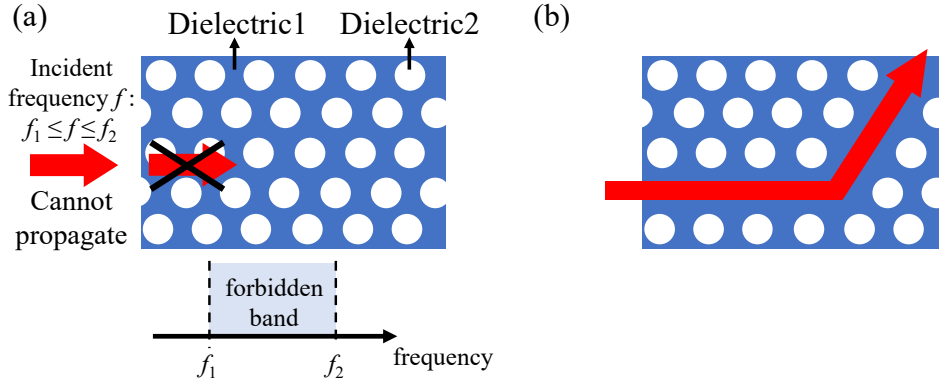 (a)
Dielectric1
Dielectric2
(b)
Incident
frequency f :
f₁ ≤ f ≤ f₂
Cannot
propagate
forbidden
band
f₁
f₂
frequency